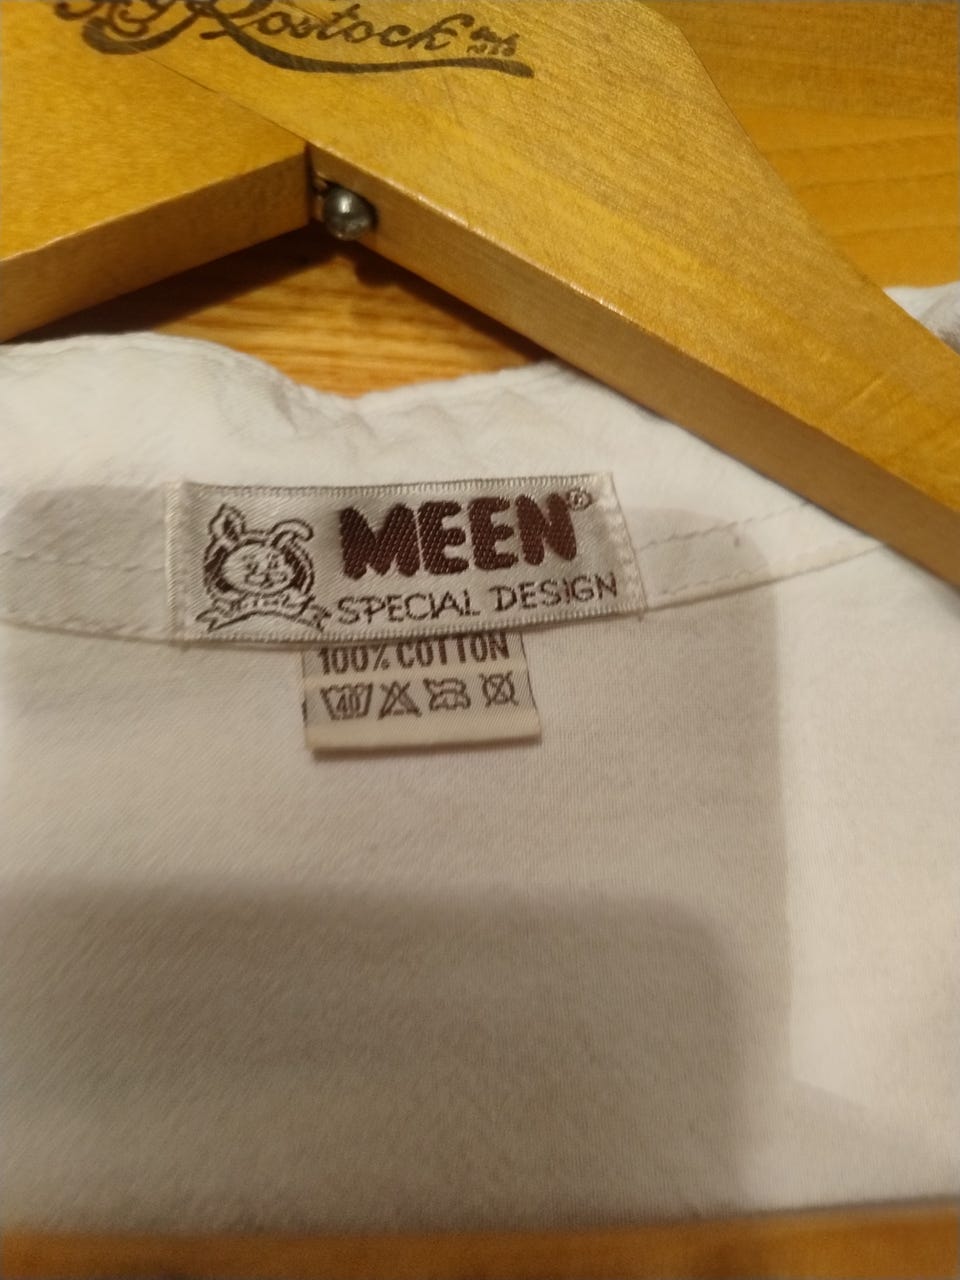 Rostock
MEEN®
SPECIAL DESIGN
100% COTTON
40